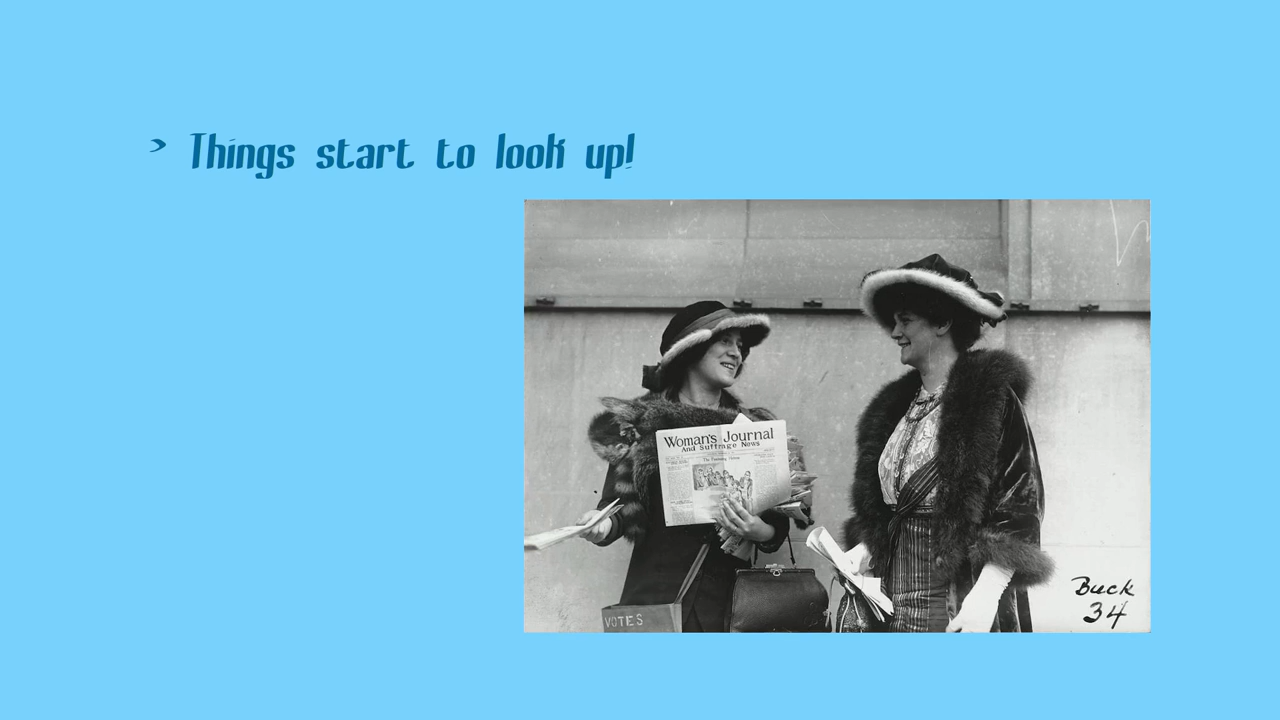 > Things start to look up!
Woman's Journal
And Suffrage News
VOTES
Buck
34